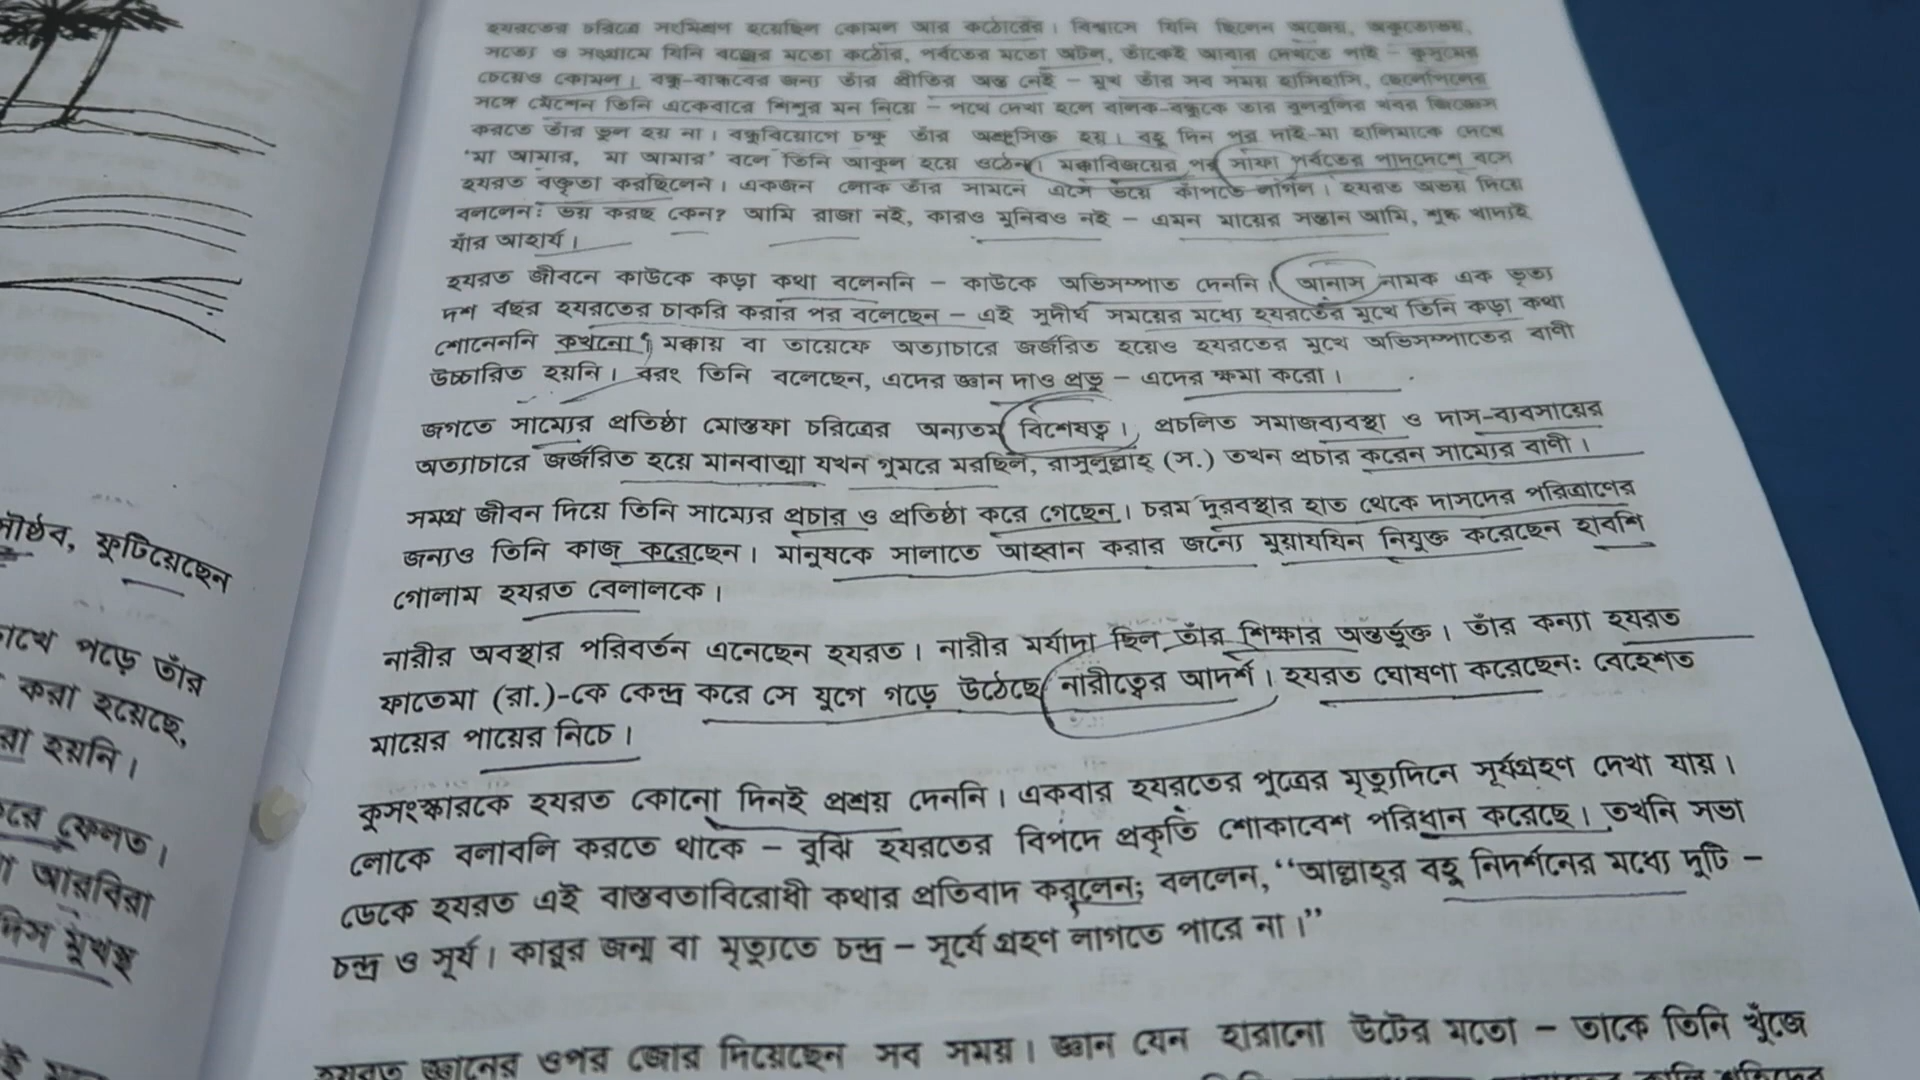 সৌষ্ঠব, ফুটিয়েছেন
পড়ে তাঁর
করা হয়েছে,
হয়নি।
ফেলত।
আরবিরা
মুখস্থ
হযরতের চরিত্রে সংমিশ্রণ হয়েছিল কোমল আর কঠোরের। বিশ্বাসে যিনি ছিলেন অজেয়, অকুতোভয়,
সত্যে ও সংগ্রামে যিনি বজ্রের মতো কঠোর, পর্বতের মতো অটল, তাঁকেই আবার দেখতে পাই – কুসুমের
চেয়েও কোমল। বন্ধু-বান্ধবের জন্য তাঁর প্রীতির অন্ত নেই – মুখ তাঁর সব সময় হাসিহাসি, ছেলেপিলের
সঙ্গে মেশেন তিনি একেবারে শিশুর মন নিয়ে – পথে দেখা হলে বালক-বন্ধুকে তার বুলবুলির খবর জিজ্ঞেস
করতে তাঁর ভুল হয় না। বন্ধুবিয়োগে চক্ষু তাঁর অশ্রুসিক্ত হয়। বহু দিন পর দাই-মা হালিমাকে দেখে
'মা আমার, মা আমার' বলে তিনি আকুল হয়ে ওঠেন। মক্কাবিজয়ের পর সাফা পর্বতের পাদদেশে বসে
হযরত বক্তৃতা করছিলেন। একজন লোক তাঁর সামনে এসে ভয়ে কাঁপতে লাগল। হযরত অভয় দিয়ে
বললেন: ভয় করছ কেন? আমি রাজা নই, কারও মুনিবও নই – এমন মায়ের সন্তান আমি, শুষ্ক খাদ্যই
যাঁর আহার্য।
হযরত জীবনে কাউকে কড়া কথা বলেননি – কাউকে অভিসম্পাত দেননি। আনাস নামক এক ভৃত্য
দশ বছর হযরতের চাকরি করার পর বলেছেন – এই সুদীর্ঘ সময়ের মধ্যে হযরতের মুখে তিনি কড়া কথা
শোনেননি কখনো। মক্কায় বা তায়েফে অত্যাচারে জর্জরিত হয়েও হযরতের মুখে অভিসম্পাতের বাণী
উচ্চারিত হয়নি। বরং তিনি বলেছেন, এদের জ্ঞান দাও প্রভু – এদের ক্ষমা করো।
জগতে সাম্যের প্রতিষ্ঠা মোস্তফা চরিত্রের অন্যতম বিশেষত্ব। প্রচলিত সমাজব্যবস্থা ও দাস-ব্যবসায়ের
অত্যাচারে জর্জরিত হয়ে মানবাত্মা যখন গুমরে মরছিল, রাসুলুল্লাহ্ (স.) তখন প্রচার করেন সাম্যের বাণী।
সমগ্র জীবন দিয়ে তিনি সাম্যের প্রচার ও প্রতিষ্ঠা করে গেছেন। চরম দুরবস্থার হাত থেকে দাসদের পরিত্রাণের
জন্যও তিনি কাজ করেছেন। মানুষকে সালাতে আহ্বান করার জন্যে মুয়াযযিন নিযুক্ত করেছেন হাবশি
গোলাম হযরত বেলালকে।
নারীর অবস্থার পরিবর্তন এনেছেন হযরত। নারীর মর্যাদা ছিল তাঁর শিক্ষার অন্তর্ভুক্ত। তাঁর কন্যা হযরত
ফাতেমা (রা.)-কে কেন্দ্র করে সে যুগে গড়ে উঠেছে নারীত্বের আদর্শ। হযরত ঘোষণা করেছেন: বেহেশত
মায়ের পায়ের নিচে।
কুসংস্কারকে হযরত কোনো দিনই প্রশ্রয় দেননি। একবার হযরতের পুত্রের মৃত্যুদিনে সূর্যগ্রহণ দেখা যায়।
লোকে বলাবলি করতে থাকে – বুঝি হযরতের বিপদে প্রকৃতি শোকাবেশ পরিধান করেছে। তখনি সভা
ডেকে হযরত এই বাস্তবতাবিরোধী কথার প্রতিবাদ করলেন; বললেন, “আল্লাহ্র বহু নিদর্শনের মধ্যে দুটি –
চন্দ্র ও সূর্য। কারুর জন্ম বা মৃত্যুতে চন্দ্র – সূর্যে গ্রহণ লাগতে পারে না।”
হযরত জ্ঞানের ওপর জোর দিয়েছেন সব সময়। জ্ঞান যেন হারানো উটের মতো – তাকে তিনি খুঁজে